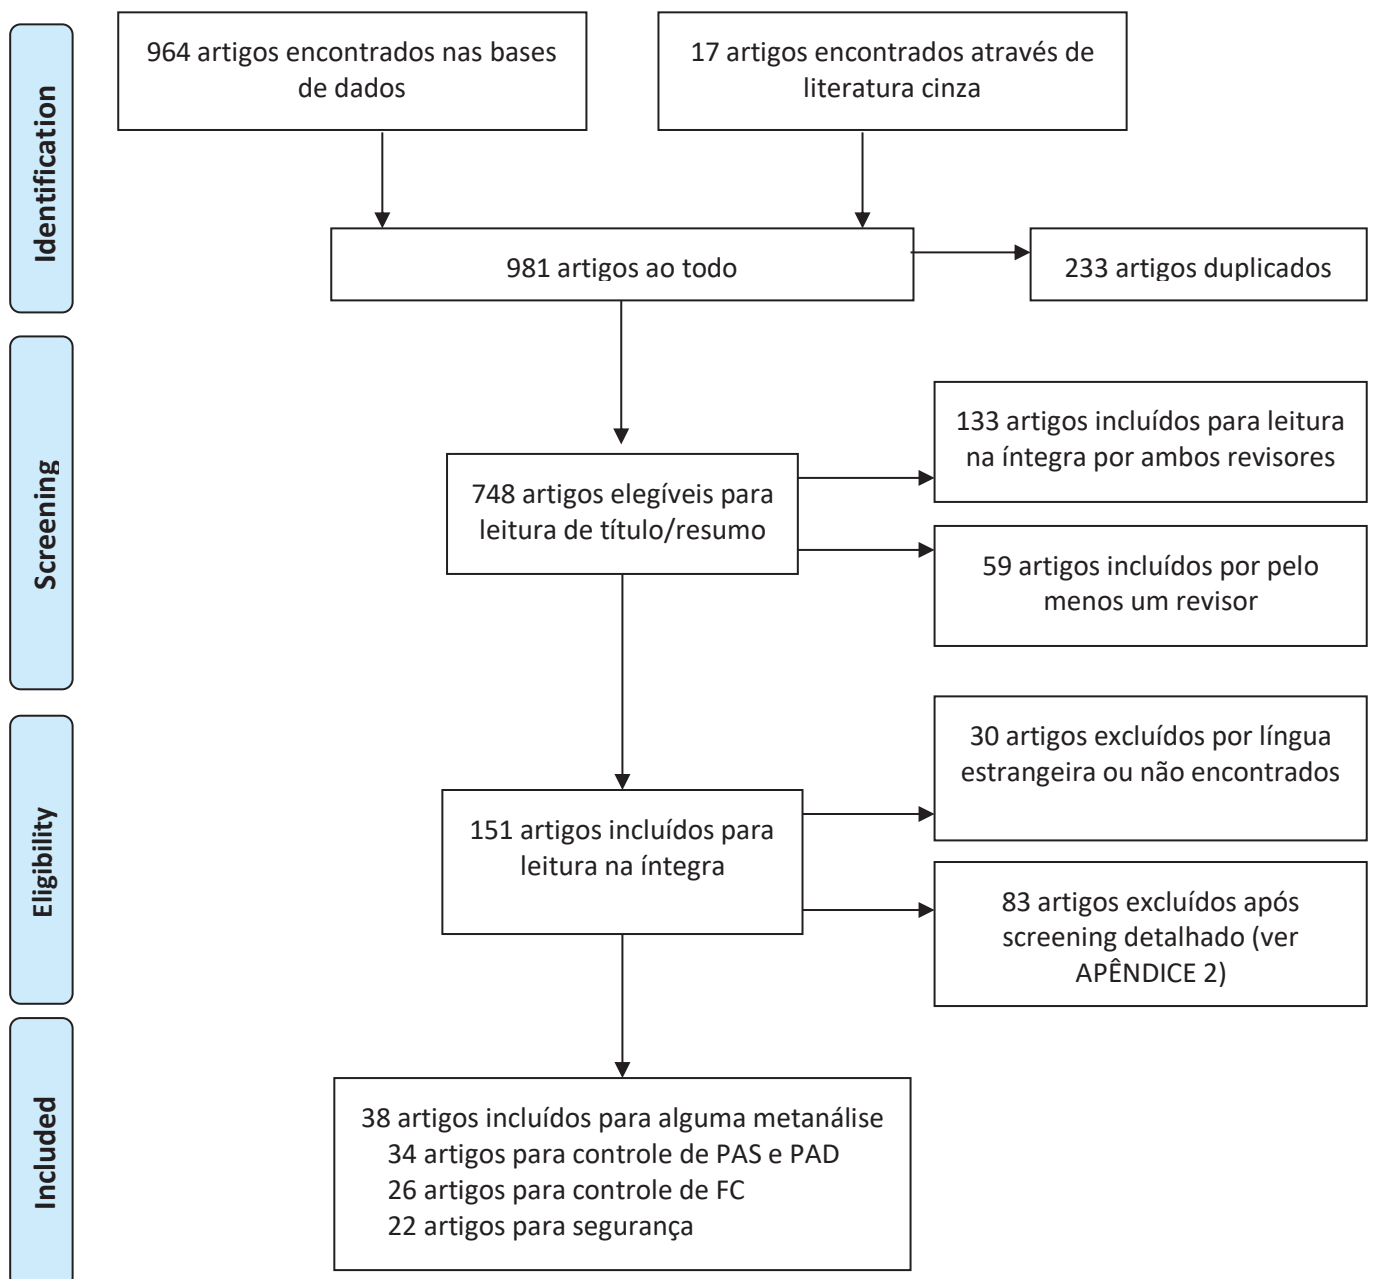 Identification
964 artigos encontrados nas bases
de dados
17 artigos encontrados através de
literatura cinza
981 artigos ao todo
233 artigos duplicados
Screening
748 artigos elegíveis para
leitura de título/resumo
133 artigos incluídos para leitura
na íntegra por ambos revisores
59 artigos incluídos por pelo
menos um revisor
Eligibility
151 artigos incluídos para
leitura na íntegra
30 artigos excluídos por língua
estrangeira ou não encontrados
83 artigos excluídos após
screening detalhado (ver
APÊNDICE 2)
Included
38 artigos incluídos para alguma metanálise
34 artigos para controle de PAS e PAD
26 artigos para controle de FC
22 artigos para segurança